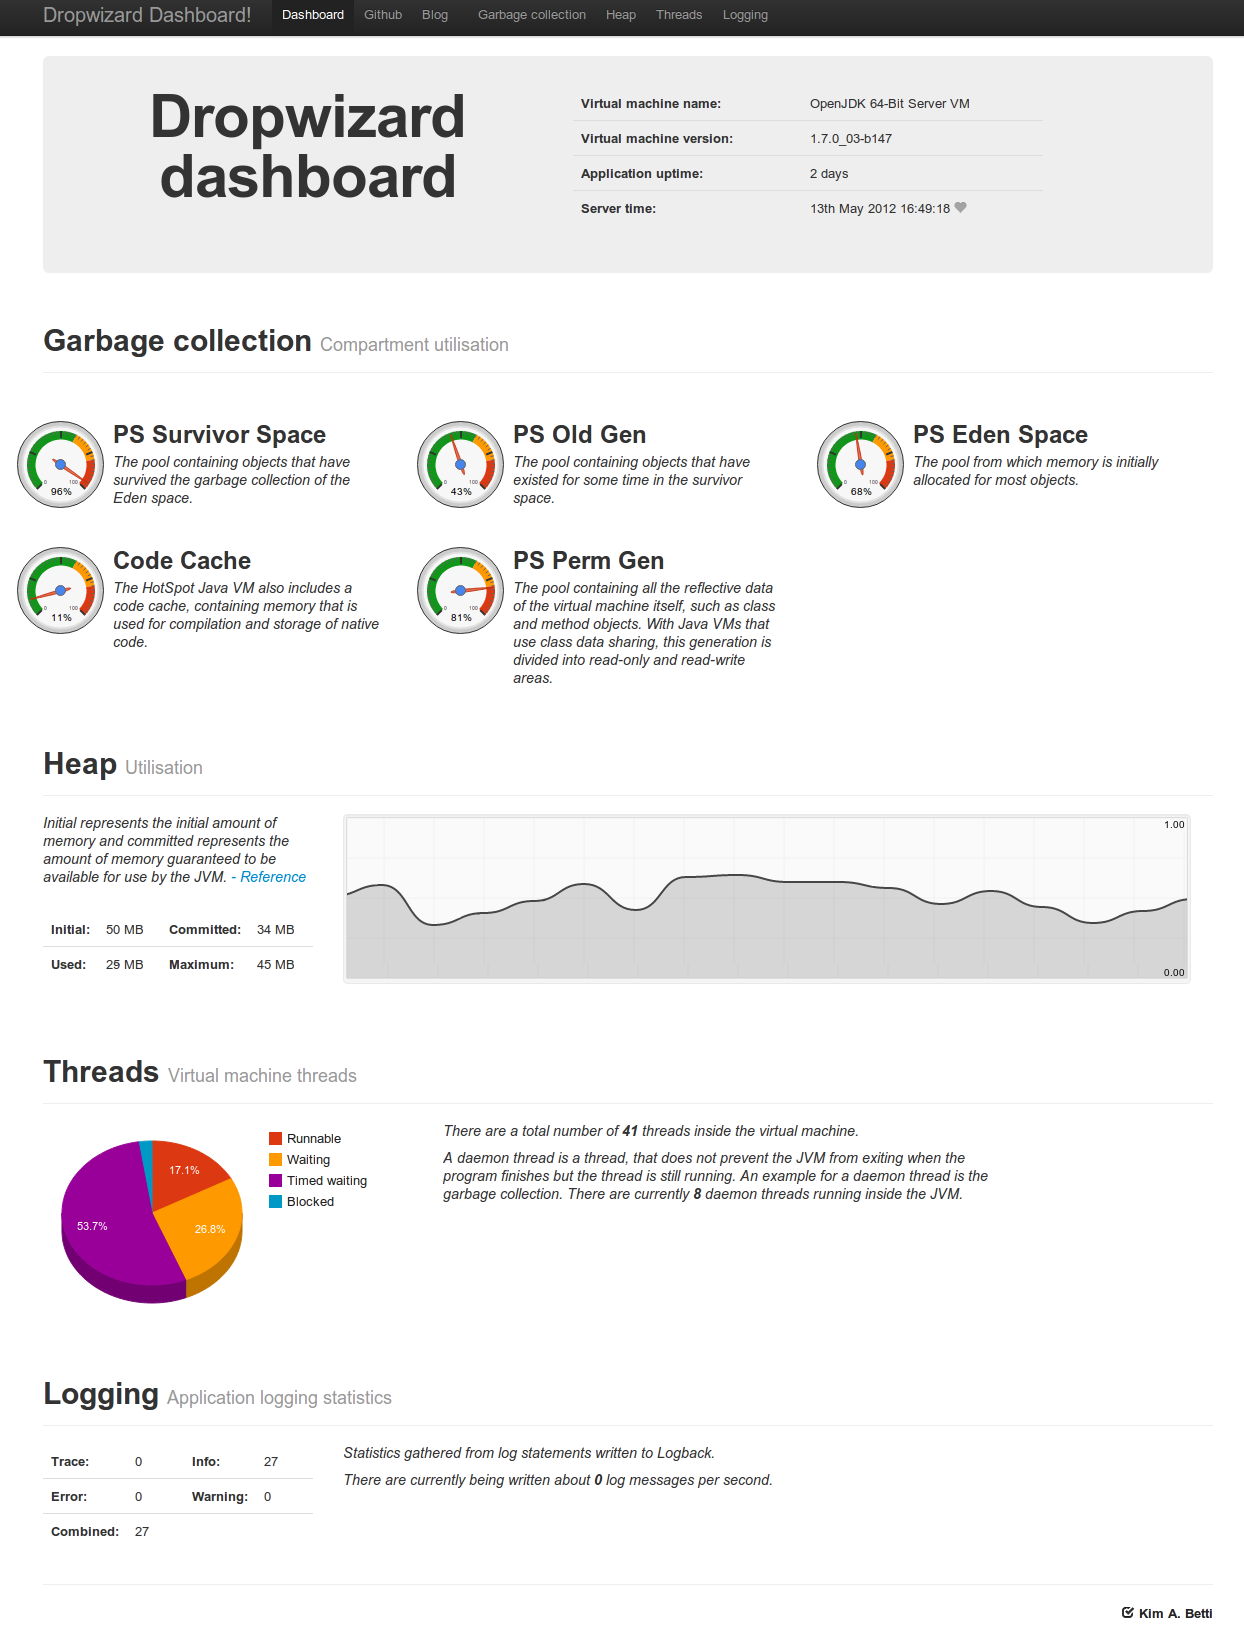 Dropwizard Dashboard! Dashboard Github Blog Garbage collection Heap Threads Logging
Dropwizard
dashboard
Virtual machine name: OpenJDK 64-Bit Server VM
Virtual machine version: 1.7.0_03-b147
Application uptime: 2 days
Server time: 13th May 2012 16:49:18
Garbage collection Compartment utilisation
0 100
96%
PS Survivor Space
The pool containing objects that have
survived the garbage collection of the
Eden space.
0 100
43%
PS Old Gen
The pool containing objects that have
existed for some time in the survivor
space.
0 100
68%
PS Eden Space
The pool from which memory is initially
allocated for most objects.
0 100
11%
Code Cache
The HotSpot Java VM also includes a
code cache, containing memory that is
used for compilation and storage of native
code.
0 100
81%
PS Perm Gen
The pool containing all the reflective data
of the virtual machine itself, such as class
and method objects. With Java VMs that
use class data sharing, this generation is
divided into read-only and read-write
areas.
Heap Utilisation
Initial represents the initial amount of
memory and committed represents the
amount of memory guaranteed to be
available for use by the JVM. - Reference
Initial: 50 MB Committed: 34 MB
Used: 25 MB Maximum: 45 MB
1.00
0.00
Threads Virtual machine threads
17.1%
26.8%
53.7%
Runnable
Waiting
Timed waiting
Blocked
There are a total number of 41 threads inside the virtual machine.
A daemon thread is a thread, that does not prevent the JVM from exiting when the
program finishes but the thread is still running. An example for a daemon thread is the
garbage collection. There are currently 8 daemon threads running inside the JVM.
Logging Application logging statistics
Trace: 0 Info: 27
Error: 0 Warning: 0
Combined: 27
Statistics gathered from log statements written to Logback.
There are currently being written about 0 log messages per second.
Kim A. Betti